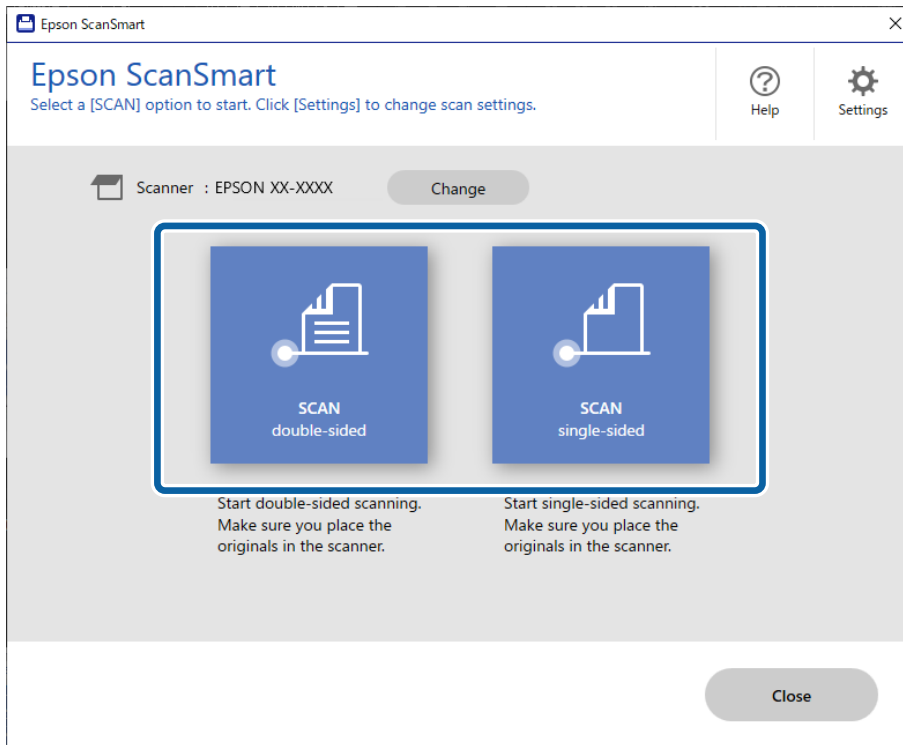 Epson ScanSmart
Epson ScanSmart
Select a [SCAN] option to start. Click [Settings] to change scan settings.
Help
Settings
Scanner : EPSON XX-XXXX
Change
SCAN
double-sided
SCAN
single-sided
Start double-sided scanning.
Make sure you place the
originals in the scanner.
Start single-sided scanning.
Make sure you place the
originals in the scanner.
Close